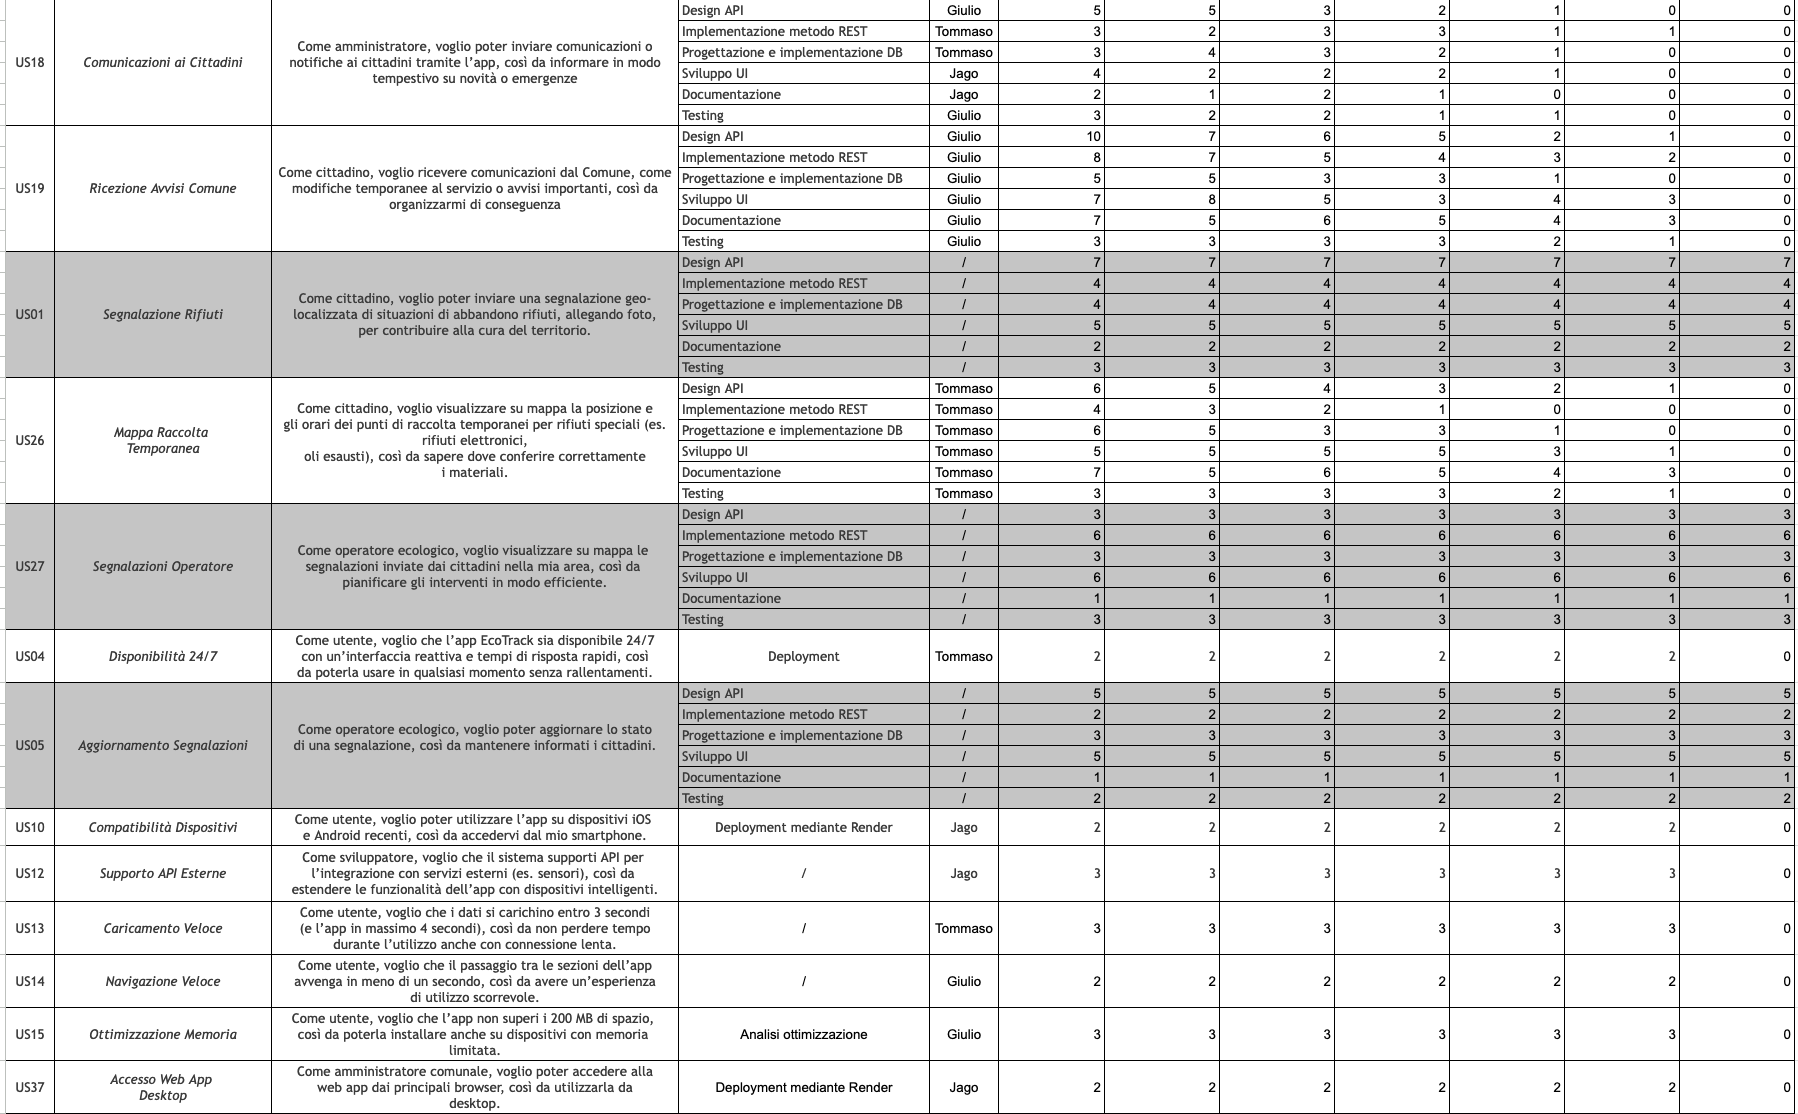 US18
Comunicazioni ai Cittadini
Come amministratore, voglio poter inviare comunicazioni o
notifiche ai cittadini tramite l'app, così da informare in modo
tempestivo su novità o emergenze
Design API Giulio 5 5 3 2 1 0 0
Implementazione metodo REST Tommaso 3 2 3 3 1 1 0
Progettazione e implementazione DB Tommaso 3 4 3 2 1 0 0
Sviluppo UI Jago 4 2 2 2 1 0 0
Documentazione Jago 2 1 2 1 0 0 0
Testing Giulio 3 2 2 1 1 0 0
US19
Ricezione Avvisi Comune
Come cittadino, voglio ricevere comunicazioni dal Comune, come
modifiche temporanee al servizio o avvisi importanti, così da
organizzarmi di conseguenza
Design API Giulio 10 7 6 5 2 1 0
Implementazione metodo REST Giulio 8 7 5 4 3 2 0
Progettazione e implementazione DB Giulio 5 5 3 3 1 0 0
Sviluppo UI Giulio 7 8 5 3 4 3 0
Documentazione Giulio 7 5 6 5 4 3 0
Testing Giulio 3 3 3 3 2 1 0
US01
Segnalazione Rifiuti
Come cittadino, voglio poter inviare una segnalazione geo-
localizzata di situazioni di abbandono rifiuti, allegando foto,
per contribuire alla cura del territorio.
Design API / 7 7 7 7 7 7 7
Implementazione metodo REST / 4 4 4 4 4 4 4
Progettazione e implementazione DB / 4 4 4 4 4 4 4
Sviluppo UI / 5 5 5 5 5 5 5
Documentazione / 2 2 2 2 2 2 2
Testing / 3 3 3 3 3 3 3
US26
Mappa Raccolta
Temporanea
Come cittadino, voglio visualizzare su mappa la posizione e
gli orari dei punti di raccolta temporanei per rifiuti speciali (es.
rifiuti elettronici,
oli esausti), così da sapere dove conferire correttamente
i materiali.
Design API Tommaso 6 5 4 3 2 1 0
Implementazione metodo REST Tommaso 4 3 2 1 0 0 0
Progettazione e implementazione DB Tommaso 6 5 3 3 1 0 0
Sviluppo UI Tommaso 5 5 5 5 3 1 0
Documentazione Tommaso 7 5 6 5 4 3 0
Testing Tommaso 3 3 3 3 2 1 0
US27
Segnalazioni Operatore
Come operatore ecologico, voglio visualizzare su mappa le
segnalazioni inviate dai cittadini nella mia area, così da
pianificare gli interventi in modo efficiente.
Design API / 3 3 3 3 3 3 3
Implementazione metodo REST / 6 6 6 6 6 6 6
Progettazione e implementazione DB / 3 3 3 3 3 3 3
Sviluppo UI / 6 6 6 6 6 6 6
Documentazione / 1 1 1 1 1 1 1
Testing / 3 3 3 3 3 3 3
US04
Disponibilità 24/7
Come utente, voglio che l'app EcoTrack sia disponibile 24/7
con un'interfaccia reattiva e tempi di risposta rapidi, così
da poterla usare in qualsiasi momento senza rallentamenti.
Deployment Tommaso 2 2 2 2 2 2 0
US05
Aggiornamento Segnalazioni
Come operatore ecologico, voglio poter aggiornare lo stato
di una segnalazione, così da mantenere informati i cittadini.
Design API / 5 5 5 5 5 5 5
Implementazione metodo REST / 2 2 2 2 2 2 2
Progettazione e implementazione DB / 3 3 3 3 3 3 3
Sviluppo UI / 5 5 5 5 5 5 5
Documentazione / 1 1 1 1 1 1 1
Testing / 2 2 2 2 2 2 2
US10
Compatibilità Dispositivi
Come utente, voglio poter utilizzare l'app su dispositivi iOS
e Android recenti, così da accedervi dal mio smartphone.
Deployment mediante Render Jago 2 2 2 2 2 2 0
US12
Supporto API Esterne
Come sviluppatore, voglio che il sistema supporti API per
l'integrazione con servizi esterni (es. sensori), così da
estendere le funzionalità dell'app con dispositivi intelligenti.
/ Jago 3 3 3 3 3 3 0
US13
Caricamento Veloce
Come utente, voglio che i dati si carichino entro 3 secondi
(e l'app in massimo 4 secondi), così da non perdere tempo
durante l'utilizzo anche con connessione lenta.
/ Tommaso 3 3 3 3 3 3 0
US14
Navigazione Veloce
Come utente, voglio che il passaggio tra le sezioni dell'app
avvenga in meno di un secondo, così da avere un'esperienza
di utilizzo scorrevole.
/ Giulio 2 2 2 2 2 2 0
US15
Ottimizzazione Memoria
Come utente, voglio che l'app non superi i 200 MB di spazio,
così da poterla installare anche su dispositivi con memoria
limitata.
Analisi ottimizzazione Giulio 3 3 3 3 3 3 0
US37
Accesso Web App
Desktop
Come amministratore comunale, voglio poter accedere alla
web app dai principali browser, così da utilizzarla da
desktop.
Deployment mediante Render Jago 2 2 2 2 2 2 0